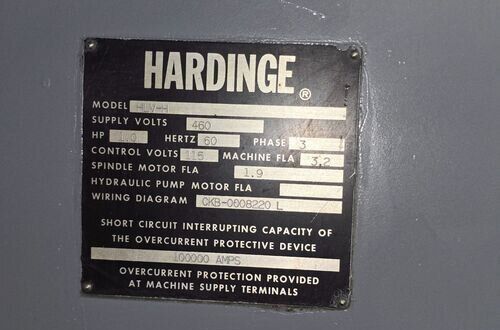 HARDINGE ®
MODEL HLV-H
SUPPLY VOLTS 460
HP 1.0 HERTZ 60 PHASE 3
CONTROL VOLTS 115 MACHINE FLA 3.2
SPINDLE MOTOR FLA 1.9
HYDRAULIC PUMP MOTOR FLA
WIRING DIAGRAM CKB-0008220 L
SHORT CIRCUIT INTERRUPTING CAPACITY OF
THE OVERCURRENT PROTECTIVE DEVICE
100000 AMPS
OVERCURRENT PROTECTION PROVIDED
AT MACHINE SUPPLY TERMINALS